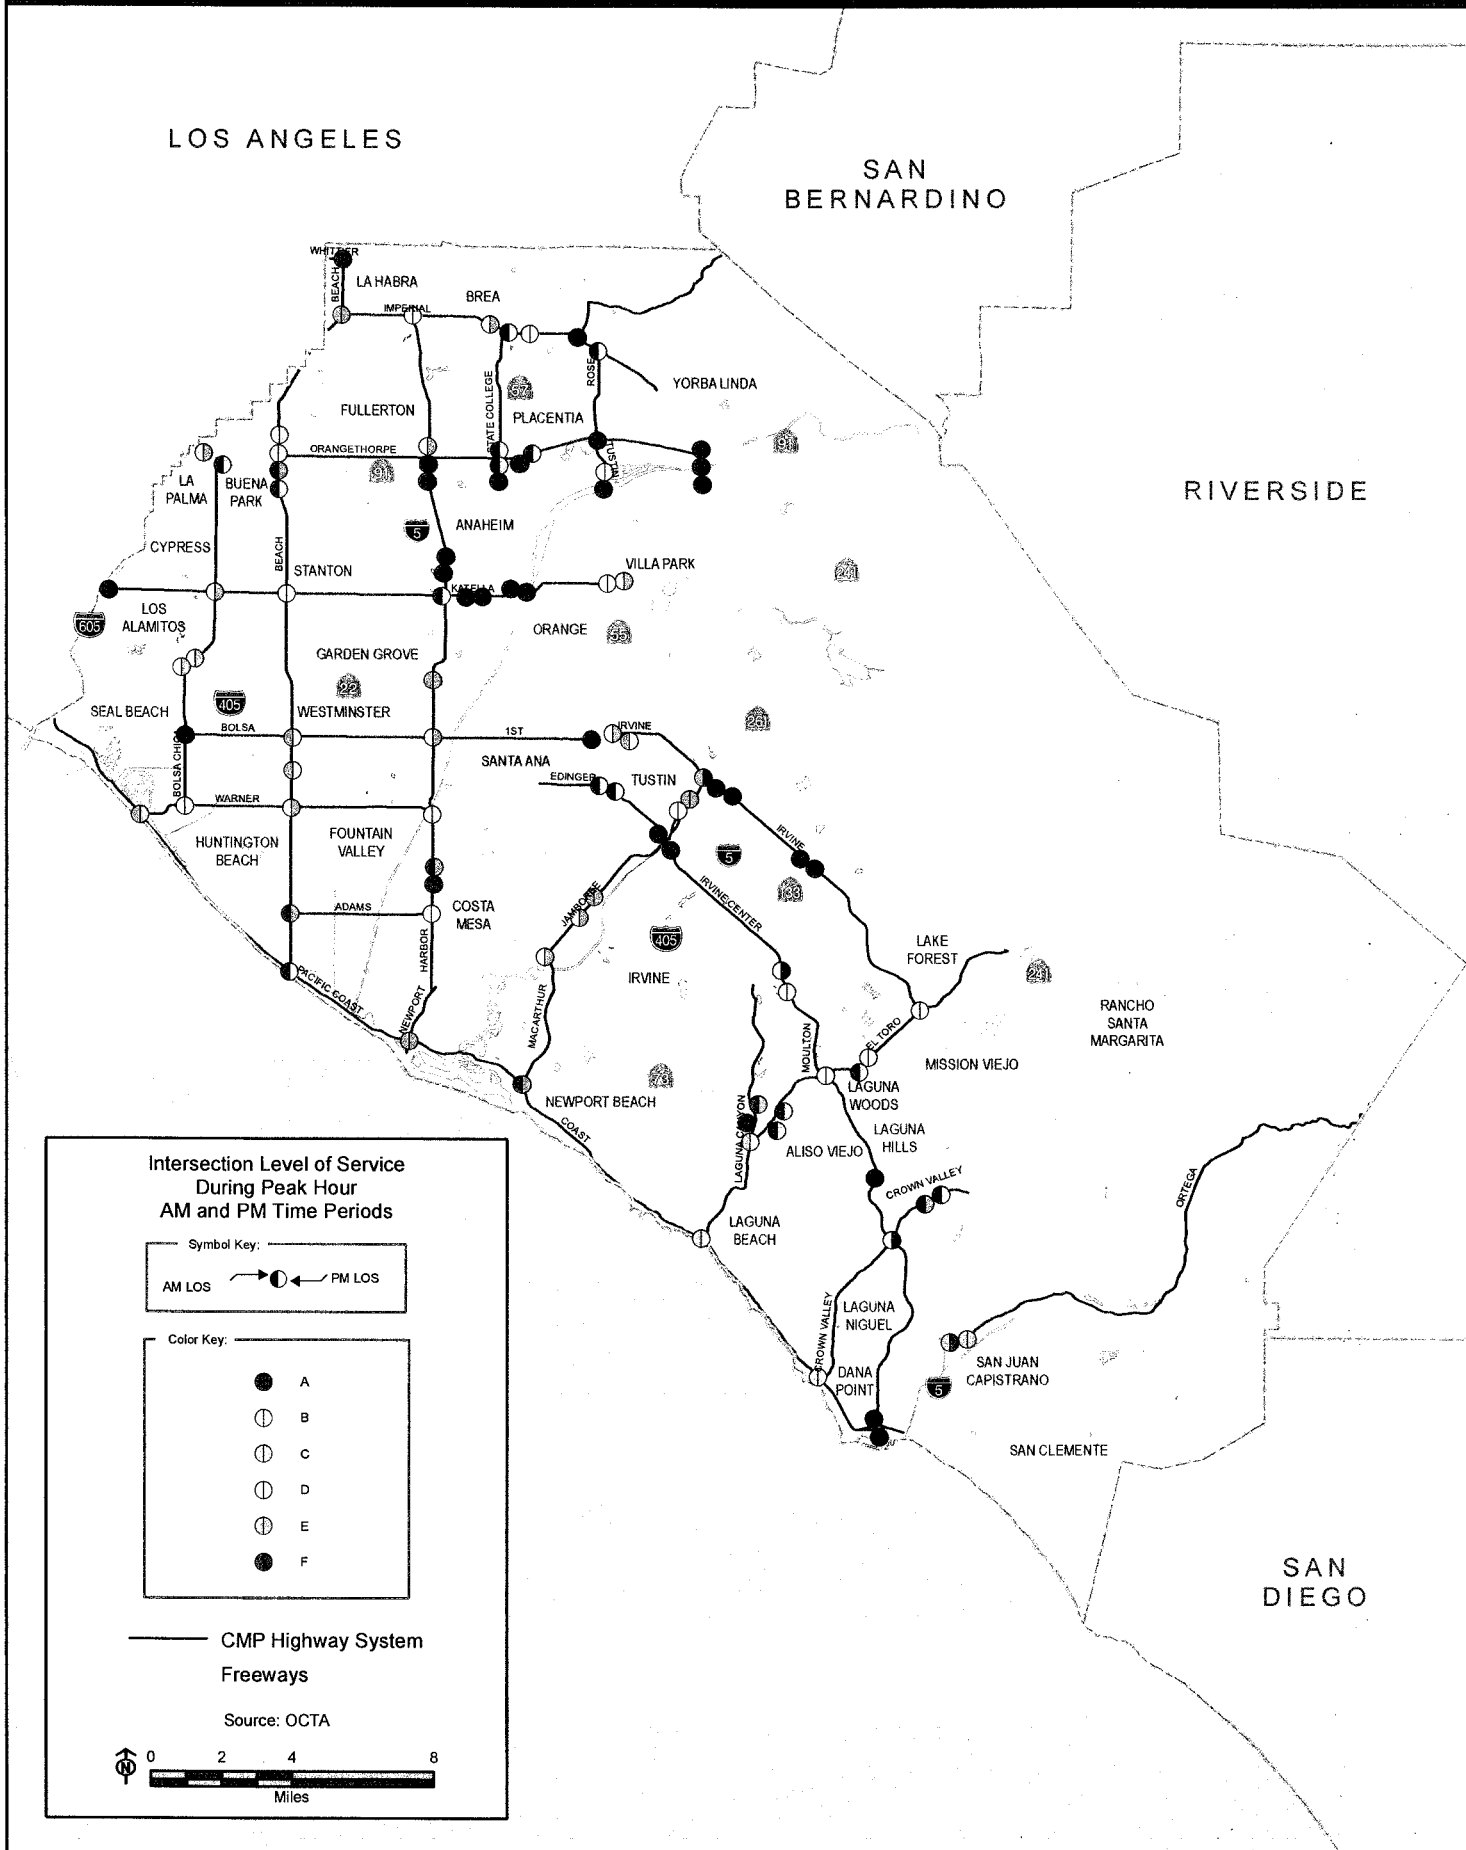 LOS ANGELES
SAN
BERNARDINO
RIVERSIDE
SAN
DIEGO
WHITTIER
BEACH
LA HABRA
IMPERIAL
BREA
ROSE
YORBA LINDA
57
STATE COLLEGE
PLACENTIA
FULLERTON
ORANGETHORPE
TUSTIN
91
91
LA
PALMA
BUENA
PARK
5
ANAHEIM
CYPRESS
BEACH
STANTON
KATELLA
VILLA PARK
241
LOS
ALAMITOS
605
ORANGE
55
GARDEN GROVE
22
405
SEAL BEACH
WESTMINSTER
BOLSA
1ST
IRVINE
261
SANTA ANA
EDINGER
TUSTIN
BOLSA CHICA
WARNER
HUNTINGTON
BEACH
FOUNTAIN
VALLEY
IRVINE
5
133
JAMBOREE
IRVINE CENTER
ADAMS
COSTA
MESA
HARBOR
405
IRVINE
LAKE
FOREST
241
PACIFIC COAST
NEWPORT
MACARTHUR
RANCHO
SANTA
MARGARITA
MOULTON
EL TORO
MISSION VIEJO
73
LAGUNA
WOODS
NEWPORT BEACH
COAST
LAGUNA CANYON
ALISO VIEJO
LAGUNA
HILLS
CROWN VALLEY
ORTEGA
LAGUNA
BEACH
CROWN VALLEY
LAGUNA
NIGUEL
DANA
POINT
SAN JUAN
CAPISTRANO
5
SAN CLEMENTE
Intersection Level of Service
During Peak Hour
AM and PM Time Periods
Symbol Key:
AM LOS
PM LOS
Color Key:
A
B
C
D
E
F
CMP Highway System
Freeways
Source: OCTA
N
0 2 4 8
Miles